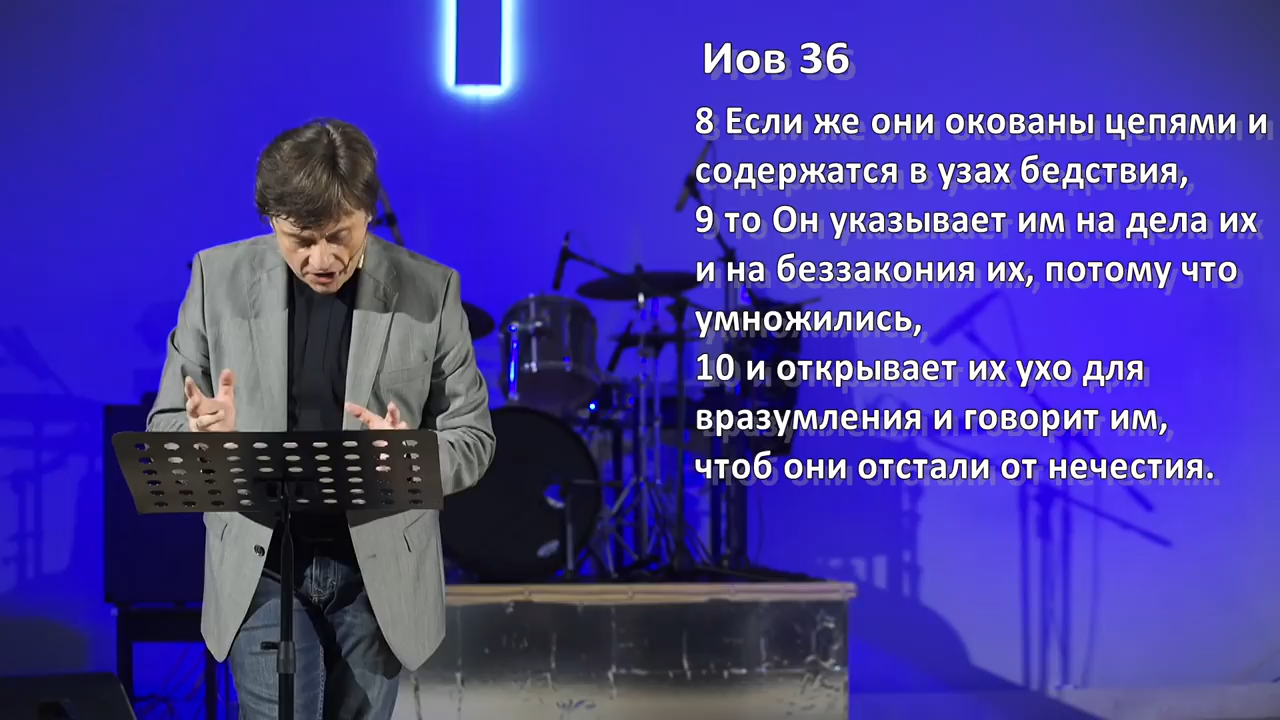 Иов 36
8 Если же они окованы цепями и
содержатся в узах бедствия,
9 то Он указывает им на дела их
и на беззакония их, потому что
умножились,
10 и открывает их ухо для
вразумления и говорит им,
чтоб они отстали от нечестия.